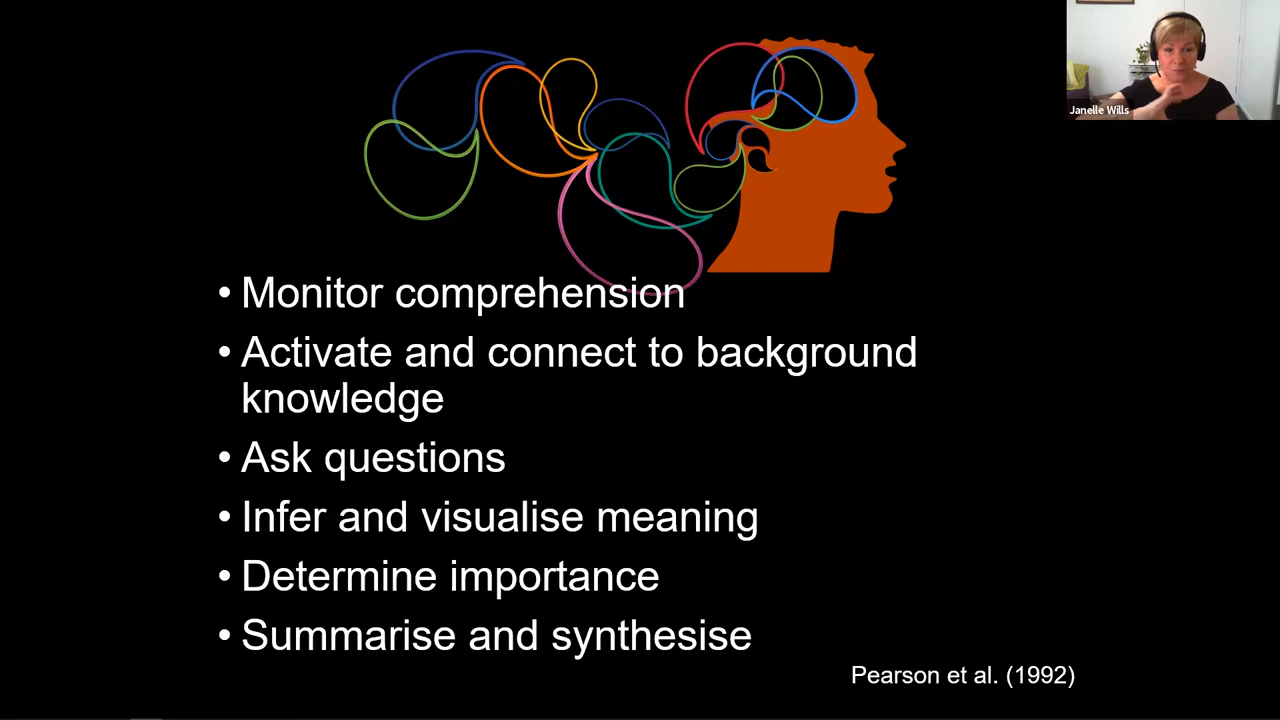 Janelle Wills
• Monitor comprehension
• Activate and connect to background
knowledge
• Ask questions
• Infer and visualise meaning
• Determine importance
• Summarise and synthesise
Pearson et al. (1992)